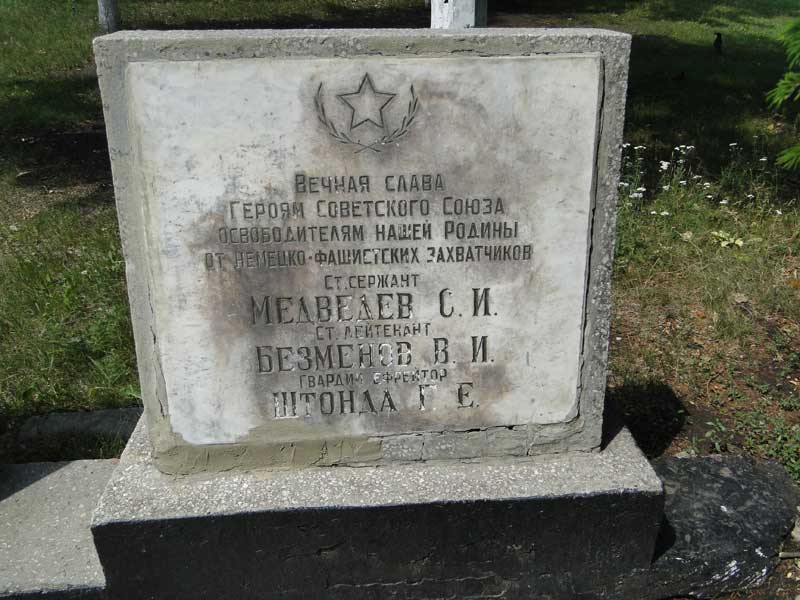 Вечная слава
Героям Советского Союза
освободителям нашей Родины
от немецко-фашистских захватчиков
ст. сержант
Медведев С. И.
ст. лейтенант
Безменов В. И.
гвардии ефрейтор
Штонда Г. Е.